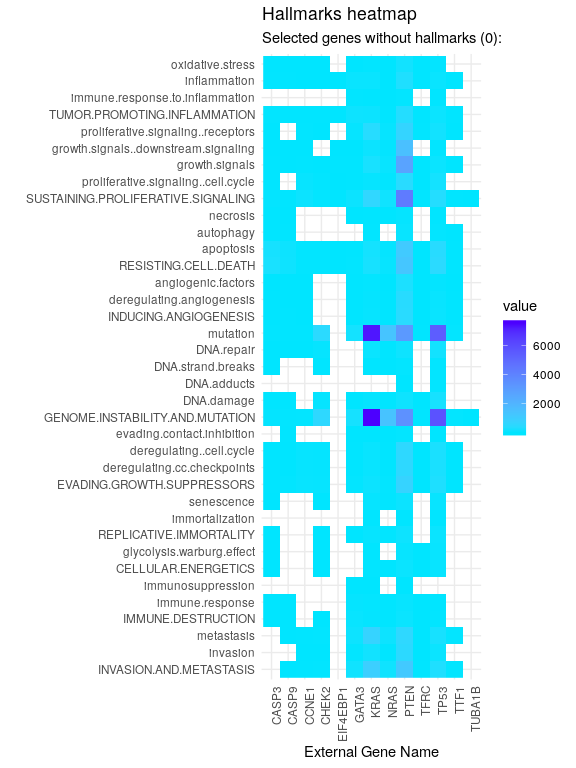 Hallmarks heatmap
Selected genes without hallmarks (0):
oxidative.stress
inflammation
immune.response.to.inflammation
TUMOR.PROMOTING.INFLAMMATION
proliferative.signaling..receptors
growth.signals..downstream.signaling
growth.signals
proliferative.signaling..cell.cycle
SUSTAINING.PROLIFERATIVE.SIGNALING
necrosis
autophagy
apoptosis
RESISTING.CELL.DEATH
angiogenic.factors
deregulating.angiogenesis
INDUCING.ANGIOGENESIS
mutation
DNA.repair
DNA.strand.breaks
DNA.adducts
DNA.damage
GENOME.INSTABILITY.AND.MUTATION
evading.contact.inhibition
deregulating..cell.cycle
deregulating.cc.checkpoints
EVADING.GROWTH.SUPPRESSORS
senescence
immortalization
REPLICATIVE.IMMORTALITY
glycolysis.warburg.effect
CELLULAR.ENERGETICS
immunosuppression
immune.response
IMMUNE.DESTRUCTION
metastasis
invasion
INVASION.AND.METASTASIS
CASP3
CASP9
CCNE1
CHEK2
EIF4EBP1
GATA3
KRAS
NRAS
PTEN
TFRC
TP53
TTF1
TUBA1B
External Gene Name
value
6000
4000
2000